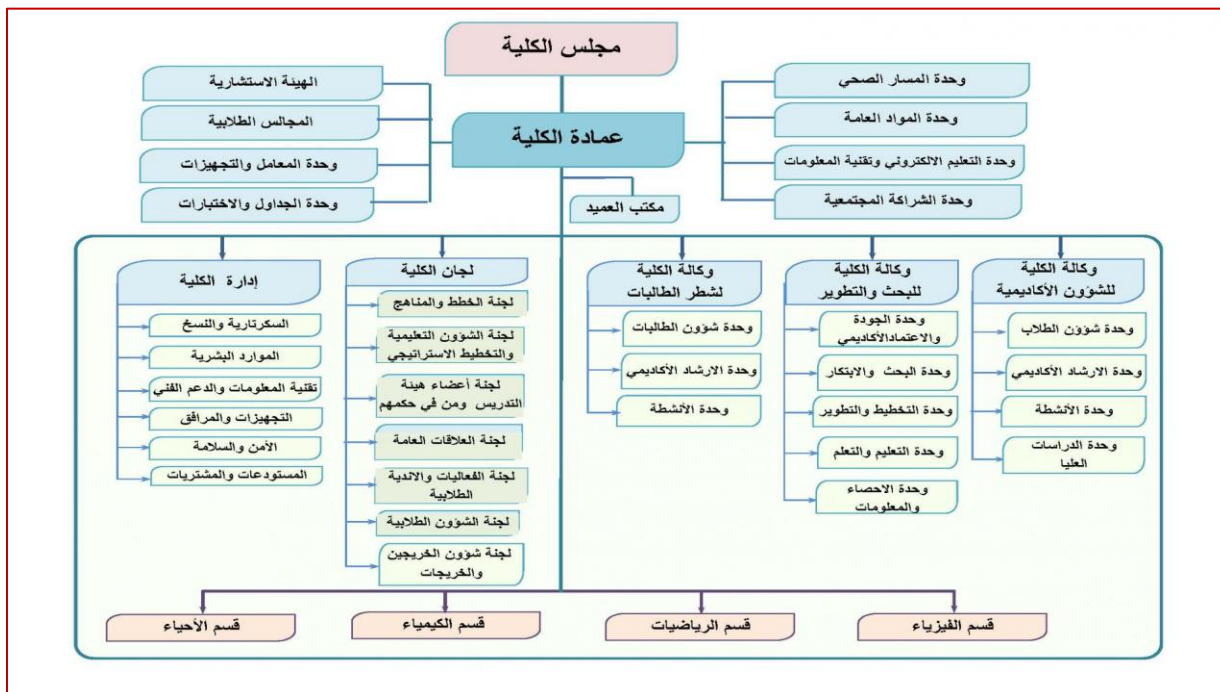 مجلس الكلية
عمادة الكلية
مكتب العميد
وحدة المسار الصحي
وحدة المواد العامة
وحدة التعليم الالكتروني وتقنية المعلومات
وحدة الشراكة المجتمعية
الهيئة الاستشارية
المجالس الطلابية
وحدة المعامل والتجهيزات
وحدة الجداول والاختبارات
وكالة الكلية
للشؤون الأكاديمية
وحدة شؤون الطلاب
وحدة الارشاد الأكاديمي
وحدة الأنشطة
وحدة الدراسات
العليا
وكالة الكلية
للبحث والتطوير
وحدة الجودة
والاعتمادالأكاديمي
وحدة البحث والابتكار
وحدة التخطيط والتطوير
وحدة التعليم والتعلم
وحدة الاحصاء
والمعلومات
وكالة الكلية
لشطر الطالبات
وحدة شؤون الطالبات
وحدة الارشاد الأكاديمي
وحدة الأنشطة
لجان الكلية
لجنة الخطط والمناهج
لجنة الشؤون التعليمية
والتخطيط الاستراتيجي
لجنة أعضاء هيئة
التدريس ومن في حكمهم
لجنة العلاقات العامة
لجنة الفعاليات والاندية
الطلابية
لجنة الشؤون الطلابية
لجنة شؤون الخريجين
والخريجات
إدارة الكلية
السكرتارية والنسخ
الموارد البشرية
تقنية المعلومات والدعم الفني
التجهيزات والمرافق
الأمن والسلامة
المستودعات والمشتريات
قسم الفيزياء
قسم الرياضيات
قسم الكيمياء
قسم الأحياء